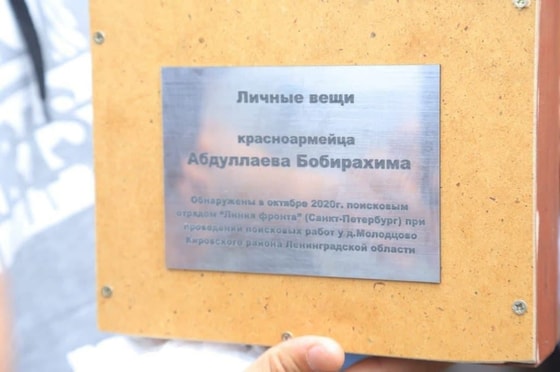 Личные вещи
красноармейца
Абдуллаева Бобирахима
Обнаружены в октябре 2020г. поисковым
отрядом "Линия фронта" (Санкт-Петербург) при
проведении поисковых работ у д.Молодцово
Кировского района Ленинградской области